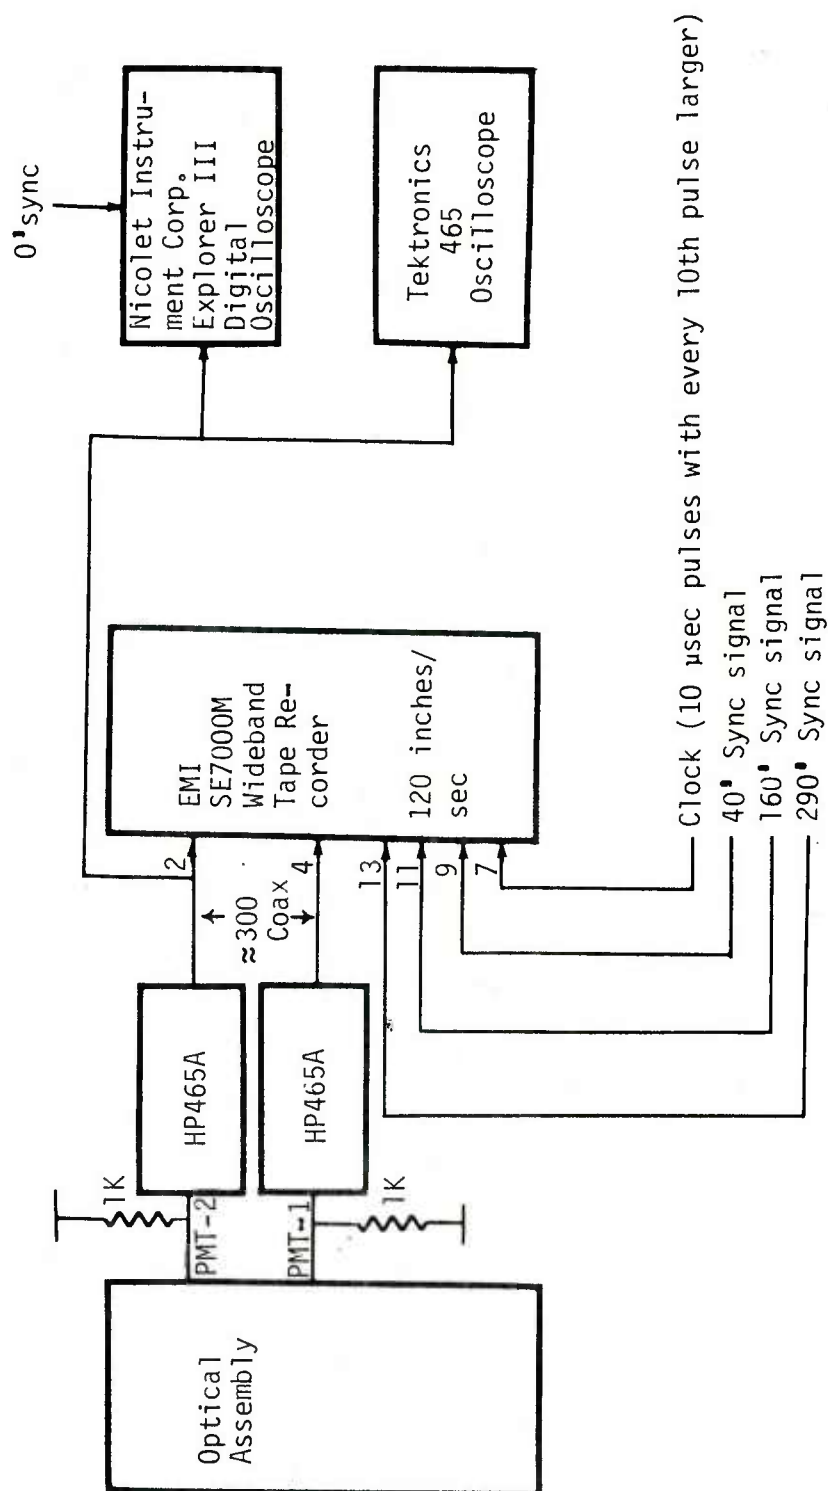 Optical
Assembly
1K
PMT-2
PMT-1
1K
HP465A
HP465A
≈300
Coax
2
4
13
11
9
7
EMI
SE7000M
Wideband
Tape Re-
corder
120 inches/
sec
0' sync
Nicolet Instru-
ment Corp.
Explorer III
Digital
Oscilloscope
Tektronics
465
Oscilloscope
Clock (10 μsec pulses with every 10th pulse larger)
40' Sync signal
160' Sync signal
290' Sync signal